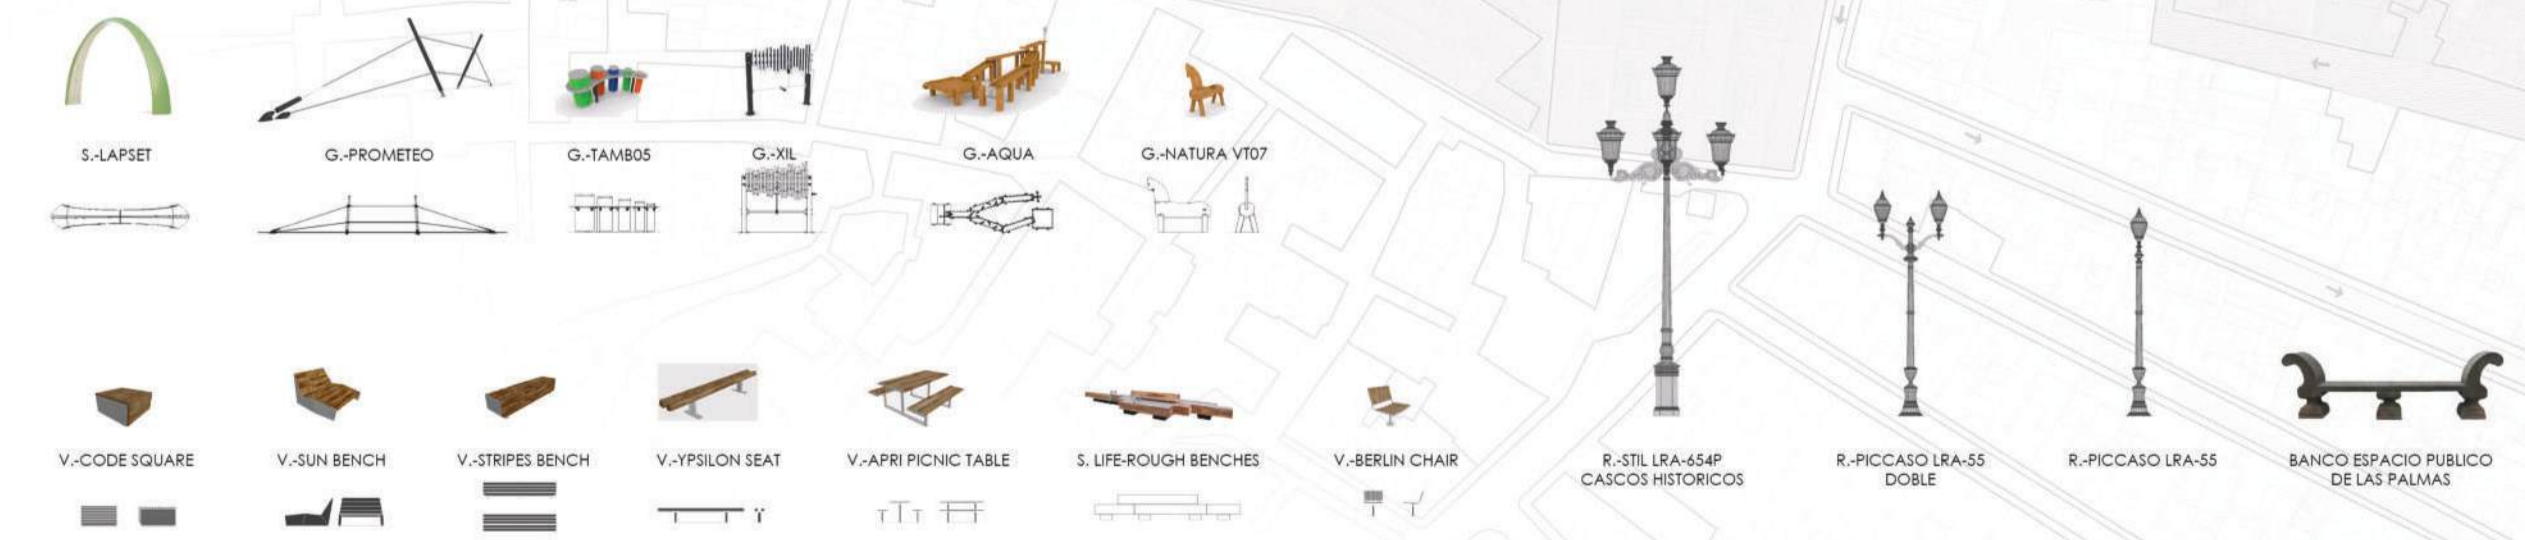 S.-LAPSET
G.-PROMETEO
G.-TAMB05
G.-XIL
G.-AQUA
G.-NATURA VT07
V.-CODE SQUARE
V.-SUN BENCH
V.-STRIPES BENCH
V.-YPSILON SEAT
V.-APRI PICNIC TABLE
S. LIFE-ROUGH BENCHES
V.-BERLIN CHAIR
R.-STIL LRA-654P
CASCOS HISTORICOS
R.-PICCASO LRA-55
DOBLE
R.-PICCASO LRA-55
BANCO ESPACIO PUBLICO
DE LAS PALMAS